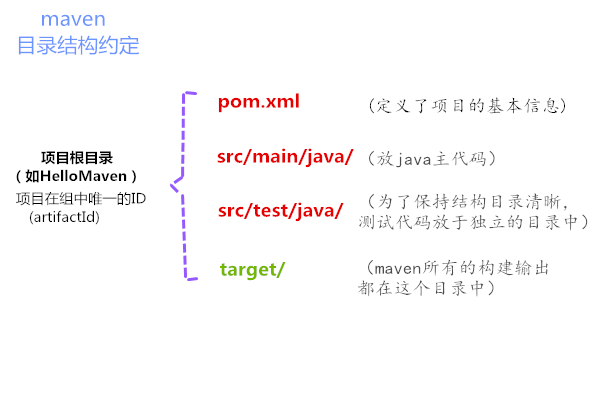 maven
目录结构约定
pom.xml
(定义了项目的基本信息)
项目根目录
（如HelloMaven）
项目在组中唯一的ID
(artifactId)
src/main/java/
(放java主代码)
src/test/java/
(为了保持结构目录清晰,
测试代码放于独立的目录中)
target/
(maven所有的构建输出
都在这个目录中)